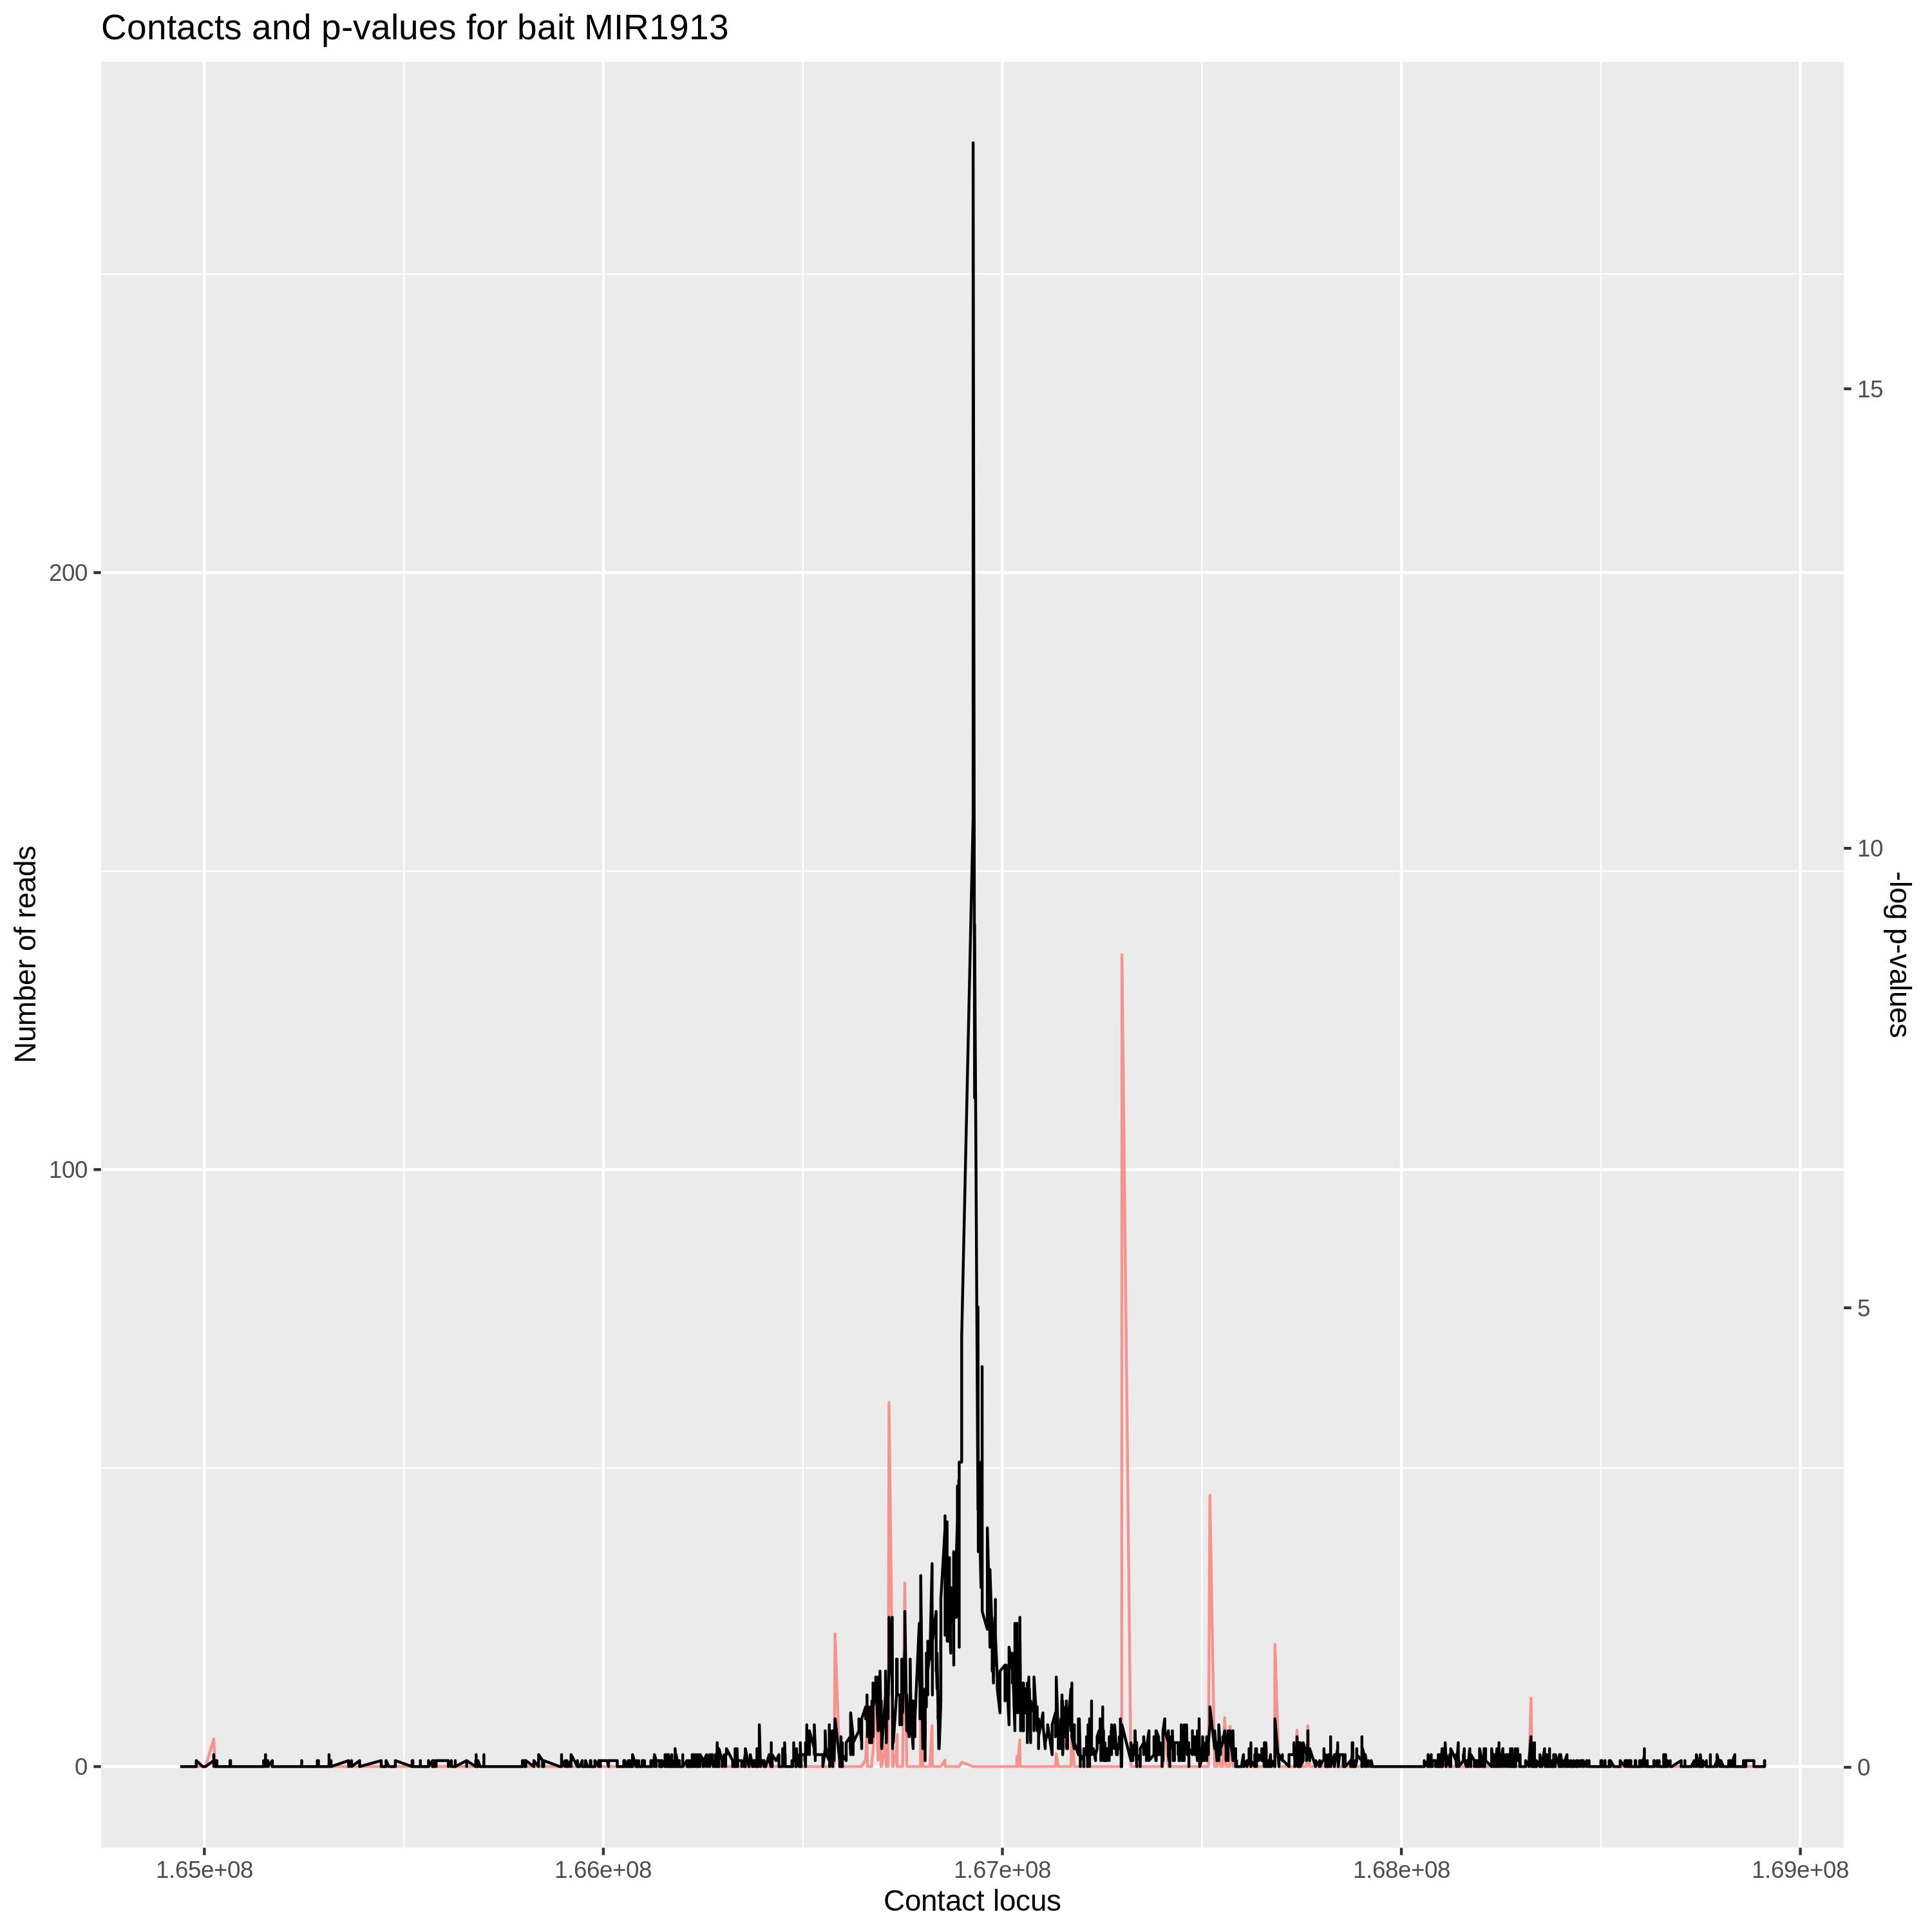 Contacts and p-values for bait MIR1913
200
100
0
Number of reads
15
10
5
0
-log p-values
1.65e+08
1.66e+08
1.67e+08
1.68e+08
1.69e+08
Contact locus